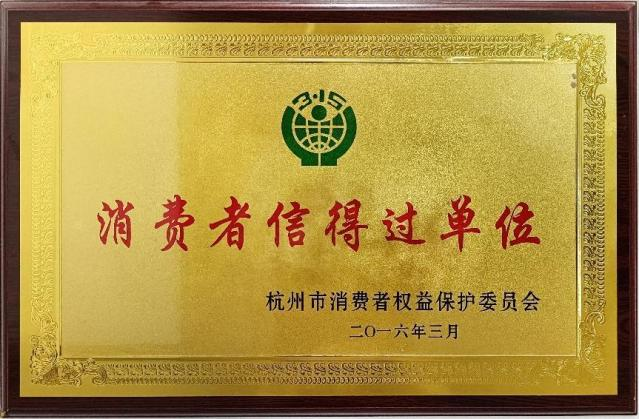 3·15
消费者信得过单位
杭州市消费者权益保护委员会
二〇一六年三月